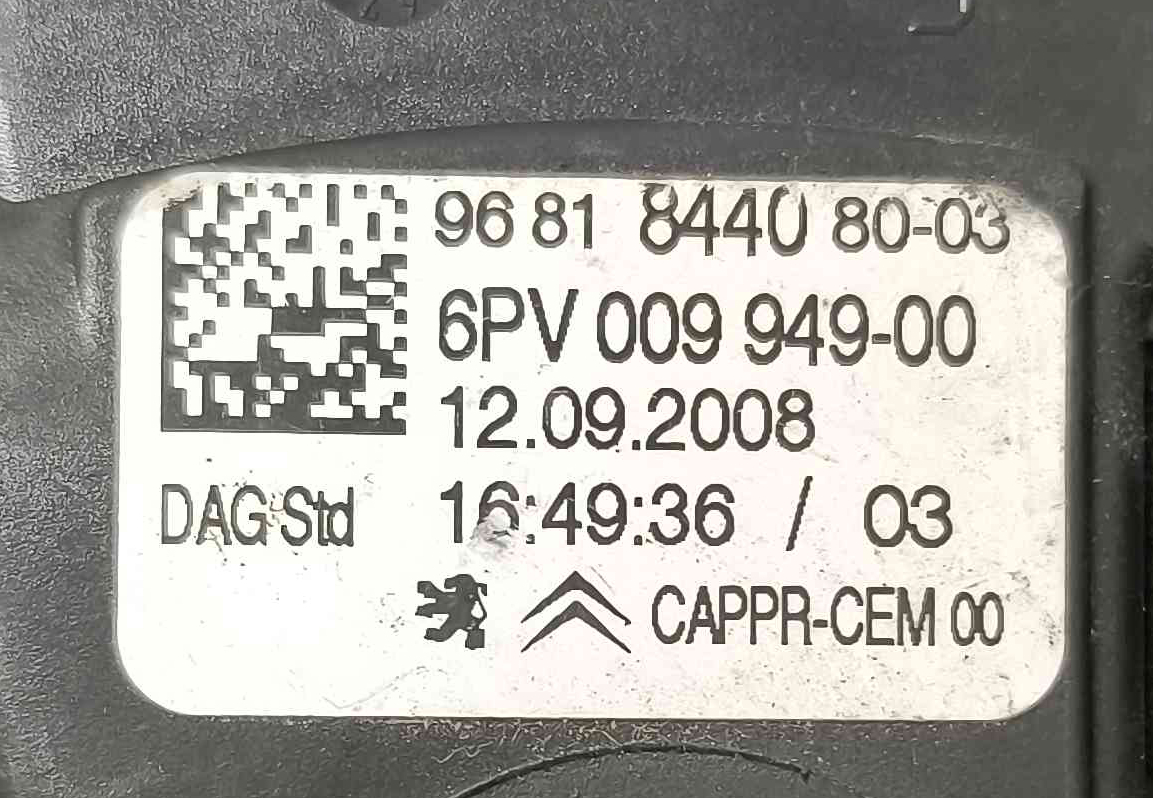 96 81 8440 80-03
6PV 009 949-00
12.09.2008
DAG Std 16:49:36 / 03
CAPPR-CEM 00